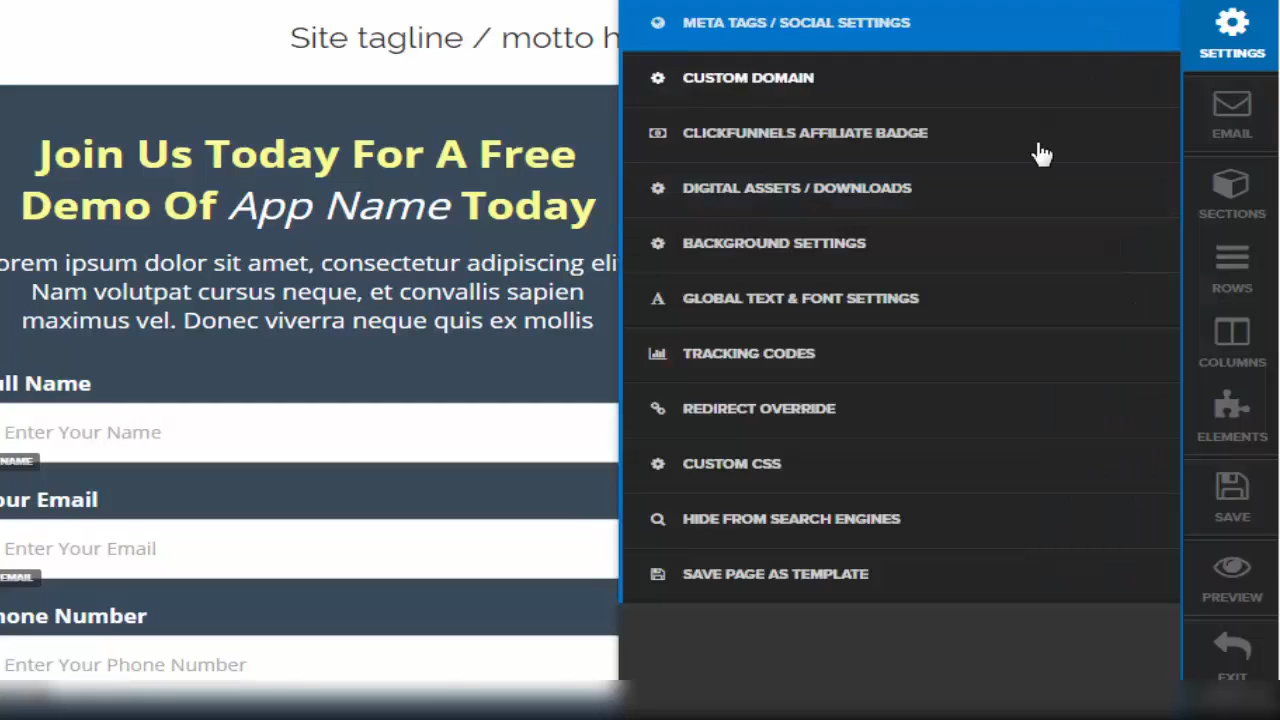 Site tagline / motto
Join Us Today For A Free
Demo Of App Name Today
orem ipsum dolor sit amet, consectetur adipiscing eli
Nam volutpat cursus neque, et convallis sapien
maximus vel. Donec viverra neque quis ex mollis
ull Name
Enter Your Name
NAME
our Email
Enter Your Email
EMAIL
hone Number
Enter Your Phone Number
META TAGS / SOCIAL SETTINGS
CUSTOM DOMAIN
CLICKFUNNELS AFFILIATE BADGE
DIGITAL ASSETS / DOWNLOADS
BACKGROUND SETTINGS
GLOBAL TEXT & FONT SETTINGS
TRACKING CODES
REDIRECT OVERRIDE
CUSTOM CSS
HIDE FROM SEARCH ENGINES
SAVE PAGE AS TEMPLATE
SETTINGS
EMAIL
SECTIONS
ROWS
COLUMNS
ELEMENTS
SAVE
PREVIEW
EXIT